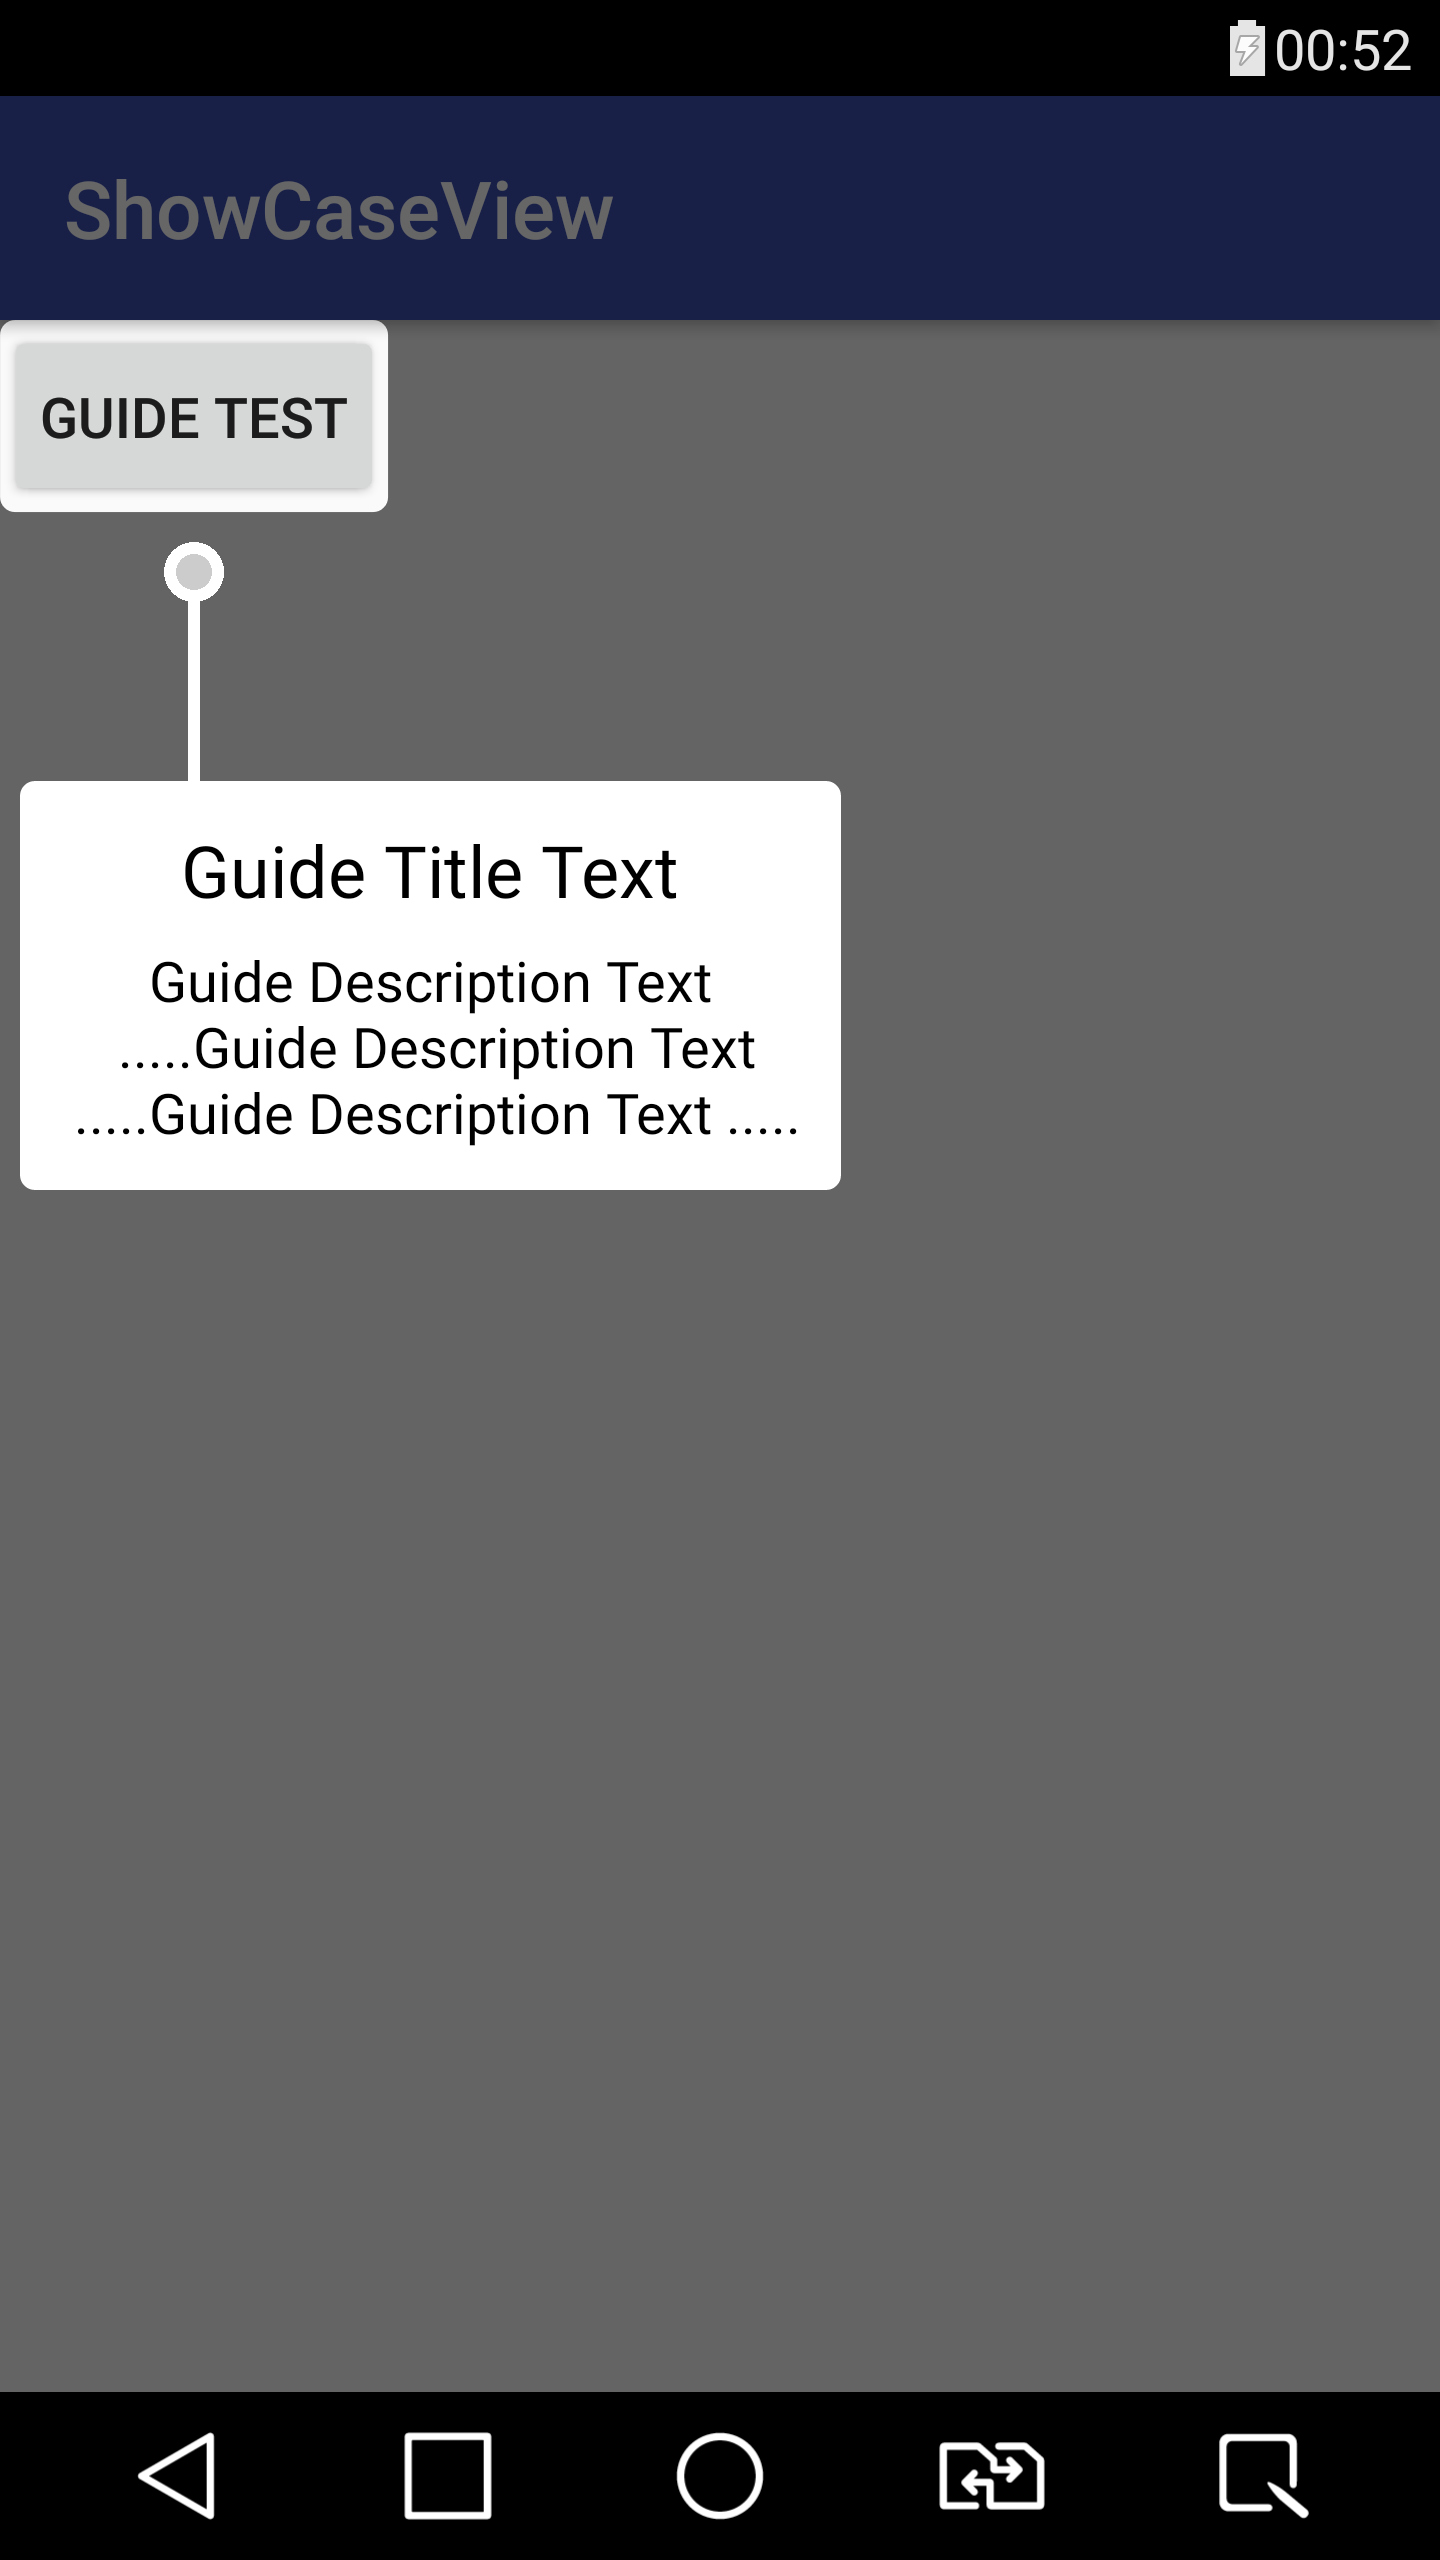 00:52
ShowCaseView
GUIDE TEST
Guide Title Text
Guide Description Text
.....Guide Description Text
.....Guide Description Text .....